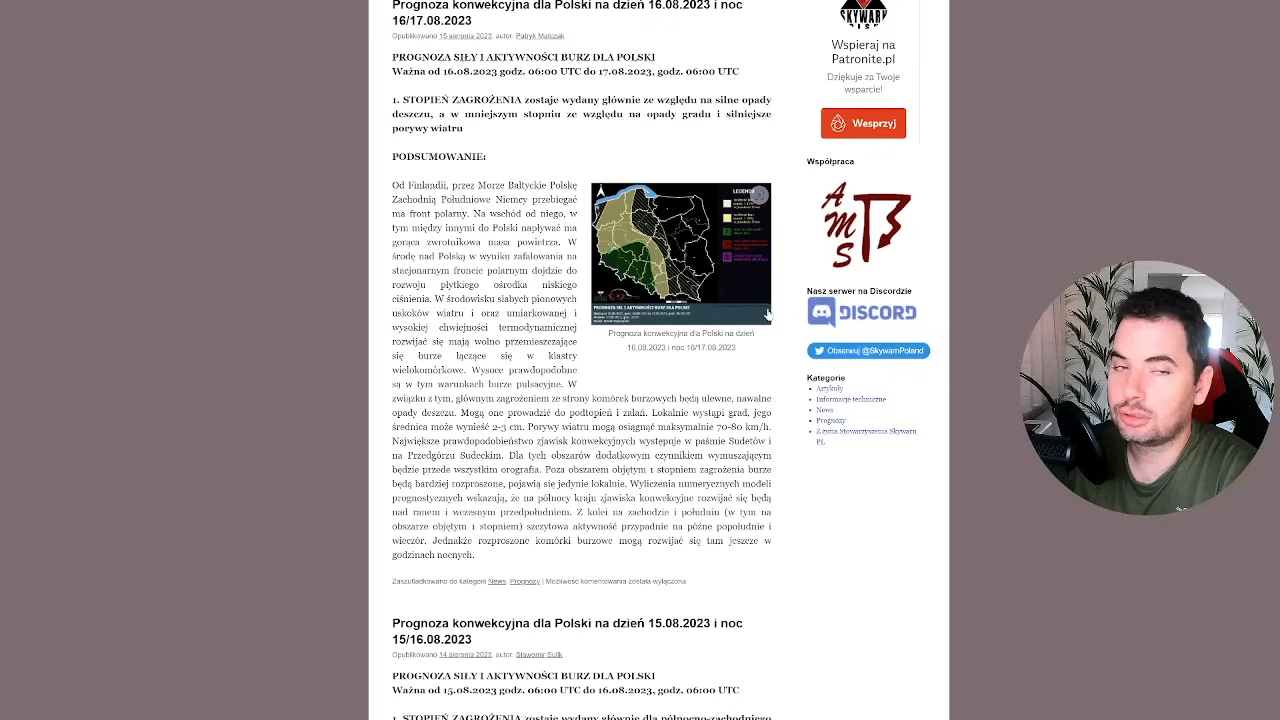 Prognoza konwekcyjna dla Polski na dzień 16.08.2023 i noc
16/17.08.2023
Opublikowano 15 sierpnia 2023, autor: Patryk Matczak
PROGNOZA SIŁY I AKTYWNOŚCI BURZ DLA POLSKI
Ważna od 16.08.2023 godz. 06:00 UTC do 17.08.2023, godz. 06:00 UTC
1. STOPIEŃ ZAGROŻENIA zostaje wydany głównie ze względu na silne opady
deszczu, a w mniejszym stopniu ze względu na opady gradu i silniejsze
porywy wiatru
PODSUMOWANIE:
Od Finlandii, przez Morze Bałtyckie Polskę
Zachodnią Południowe Niemcy przebiegać
ma front polarny. Na wschód od niego, w
tym między innymi do Polski napływać ma
gorąca zwrotnikowa masa powietrza. W
środę nad Polską w wyniku zafalowania na
stacjonarnym froncie polarnym dojdzie do
rozwoju płytkiego ośrodka niskiego
ciśnienia. W środowisku słabych pionowych
uskoków wiatru i oraz umiarkowanej i
wysokiej chwiejności termodynamicznej
rozwijać się mają wolno przemieszczające
się burze łączące się w klastry
wielokomórkowe. Wysoce prawdopodobne
są w tym warunkach burze pulsacyjne. W
związku z tym, głównym zagrożeniem ze strony komórek burzowych będą ulewne, nawalne
opady deszczu. Mogą one prowadzić do podtopień i zalań. Lokalnie wystąpi grad, jego
średnica może wynieść 2-3 cm. Porywy wiatru mogą osiągnąć maksymalnie 70-80 km/h.
Największe prawdopodobieństwo zjawisk konwekcyjnych występuje w paśmie Sudetów i
na Przedgórzu Sudeckim. Dla tych obszarów dodatkowym czynnikiem wymuszającym
będzie przede wszystkim orografia. Poza obszarem objętym 1 stopniem zagrożenia burze
będą bardziej rozproszone, pojawią się jedynie lokalnie. Wyliczenia numerycznych modeli
prognostycznych wskazują, że na północy kraju zjawiska konwekcyjne rozwijać się będą
nad ranem i wczesnym przedpołudniem. Z kolei na zachodzie i południu (w tym na
obszarze objętym 1 stopniem) szczytowa aktywność przypadnie na późne popołudnie i
wieczór. Jednakże rozproszone komórki burzowe mogą rozwijać się tam jeszcze w
godzinach nocnych.
LEGENDA
PROGNOZA SIŁY I AKTYWNOŚCI BURZ DLA POLSKI
Prognoza konwekcyjna dla Polski na dzień
16.08.2023 i noc 16/17.08.2023
Zaszufladkowano do kategorii News, Prognozy | Możliwość komentowania została wyłączona
Prognoza konwekcyjna dla Polski na dzień 15.08.2023 i noc
15/16.08.2023
Opublikowano 14 sierpnia 2023, autor: Sławomir Sulik
PROGNOZA SIŁY I AKTYWNOŚCI BURZ DLA POLSKI
Ważna od 15.08.2023 godz. 06:00 UTC do 16.08.2023, godz. 06:00 UTC
1. STOPIEŃ ZAGROŻENIA zostaje wydany głównie dla północno-zachodniego
SKYWARN
Wspieraj na
Patronite.pl
Dziękuję za Twoje
wsparcie!
Wesprzyj
Współpraca
AMS
Nasz serwer na Discordzie
DISCORD
Obserwuj @SkywarnPoland
Kategorie
Artykuły
Informacje techniczne
News
Prognozy
Z życia Stowarzyszenia Skywarn
PL